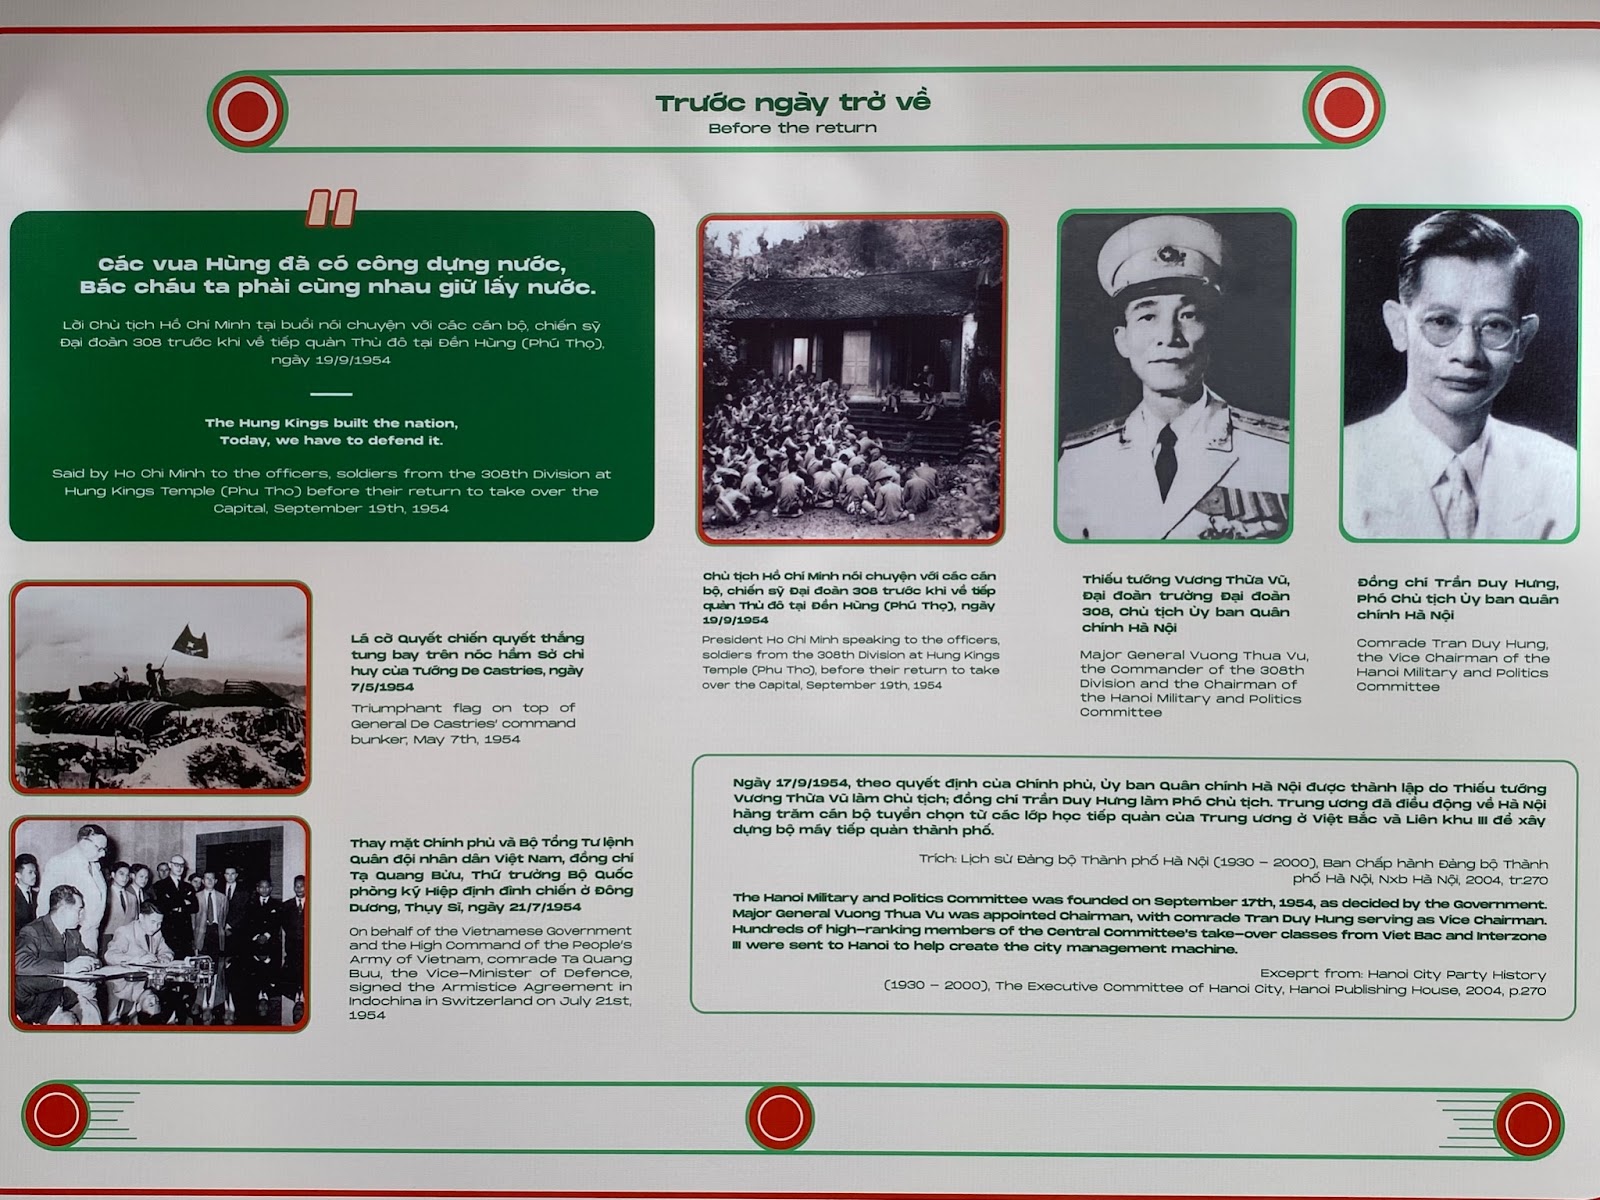 Trước ngày trở về
Before the return
Các vua Hùng đã có công dựng nước,
Bác cháu ta phải cùng nhau giữ lấy nước.
Lời Chủ tịch Hồ Chí Minh tại buổi nói chuyện với các cán bộ, chiến sỹ
Đại đoàn 308 trước khi về tiếp quản Thủ đô tại Đền Hùng (Phú Thọ),
ngày 19/9/1954
The Hung Kings built the nation,
Today, we have to defend it.
Said by Ho Chi Minh to the officers, soldiers from the 308th Division at
Hung Kings Temple (Phu Tho) before their return to take over the
Capital, September 19th, 1954
Lá cờ Quyết chiến quyết thắng
tung bay trên nóc hầm Sở chỉ
huy của Tướng De Castries, ngày
7/5/1954
Triumphant flag on top of
General De Castries' command
bunker, May 7th, 1954
Thay mặt Chính phủ và Bộ Tổng Tư lệnh
Quân đội nhân dân Việt Nam, đồng chí
Tạ Quang Bửu, Thứ trưởng Bộ Quốc
phòng ký Hiệp định đình chiến ở Đông
Dương, Thụy Sĩ, ngày 21/7/1954
On behalf of the Vietnamese Government
and the High Command of the People's
Army of Vietnam, comrade Ta Quang
Buu, the Vice-Minister of Defence,
signed the Armistice Agreement in
Indochina in Switzerland on July 21st,
1954
Chủ tịch Hồ Chí Minh nói chuyện với các cán
bộ, chiến sỹ Đại đoàn 308 trước khi về tiếp
quản Thủ đô tại Đền Hùng (Phú Thọ), ngày
19/9/1954
President Ho Chi Minh speaking to the officers,
soldiers from the 308th Division at Hung Kings
Temple (Phu Tho), before their return to take
over the Capital, September 19th, 1954
Thiếu tướng Vương Thừa Vũ,
Đại đoàn trưởng Đại đoàn
308, Chủ tịch Ủy ban Quân
chính Hà Nội
Major General Vuong Thua Vu,
the Commander of the 308th
Division and the Chairman of
the Hanoi Military and Politics
Committee
Đồng chí Trần Duy Hưng,
Phó Chủ tịch Ủy ban Quân
chính Hà Nội
Comrade Tran Duy Hung,
the Vice Chairman of the
Hanoi Military and Politics
Committee
Ngày 17/9/1954, theo quyết định của Chính phủ, Ủy ban Quân chính Hà Nội được thành lập do Thiếu tướng
Vương Thừa Vũ làm Chủ tịch; đồng chí Trần Duy Hưng làm Phó Chủ tịch. Trung ương đã điều động về Hà Nội
hàng trăm cán bộ tuyển chọn từ các lớp học tiếp quản của Trung ương ở Việt Bắc và Liên khu III để xây
dựng bộ máy tiếp quản thành phố.
Trích: Lịch sử Đảng bộ Thành phố Hà Nội (1930 – 2000), Ban Chấp hành Đảng bộ Thành
phố Hà Nội, Nxb Hà Nội, 2004, tr.270
The Hanoi Military and Politics Committee was founded on September 17th, 1954, as decided by the Government.
Major General Vuong Thua Vu was appointed Chairman, with comrade Tran Duy Hung serving as Vice Chairman.
Hundreds of high-ranking members of the Central Committee's take-over classes from Viet Bac and Interzone
III were sent to Hanoi to help create the city management machine.
Exceprt from: Hanoi City Party History
(1930 – 2000), The Executive Committee of Hanoi City, Hanoi Publishing House, 2004, p.270